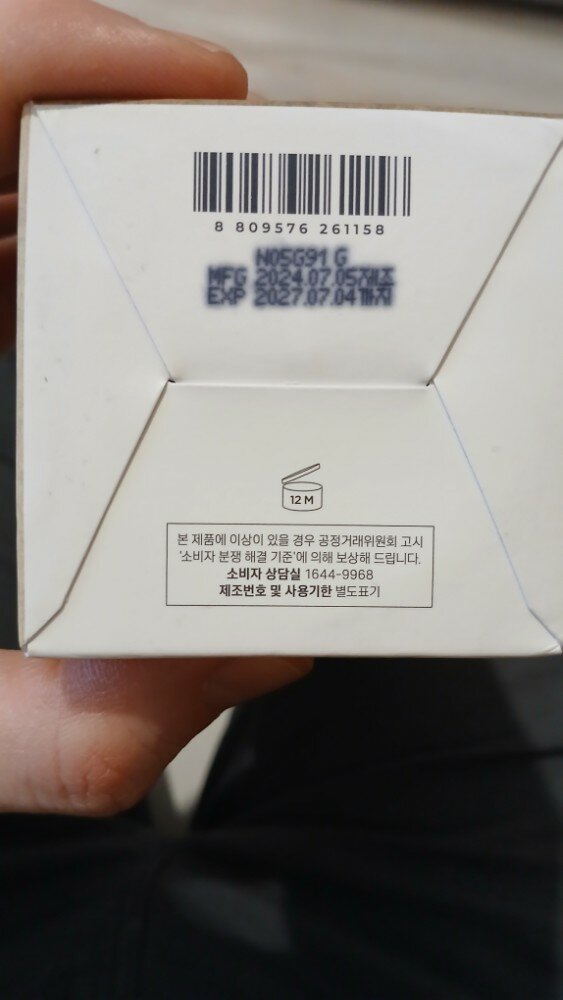 8 809576 261158
N05G91 G
MFG 2024.07.05제조
EXP 2027.07.04까지
12 M
본 제품에 이상이 있을 경우 공정거래위원회 고시
'소비자 분쟁 해결 기준'에 의해 보상해 드립니다.
소비자 상담실 1644-9968
제조번호 및 사용기한 별도표기